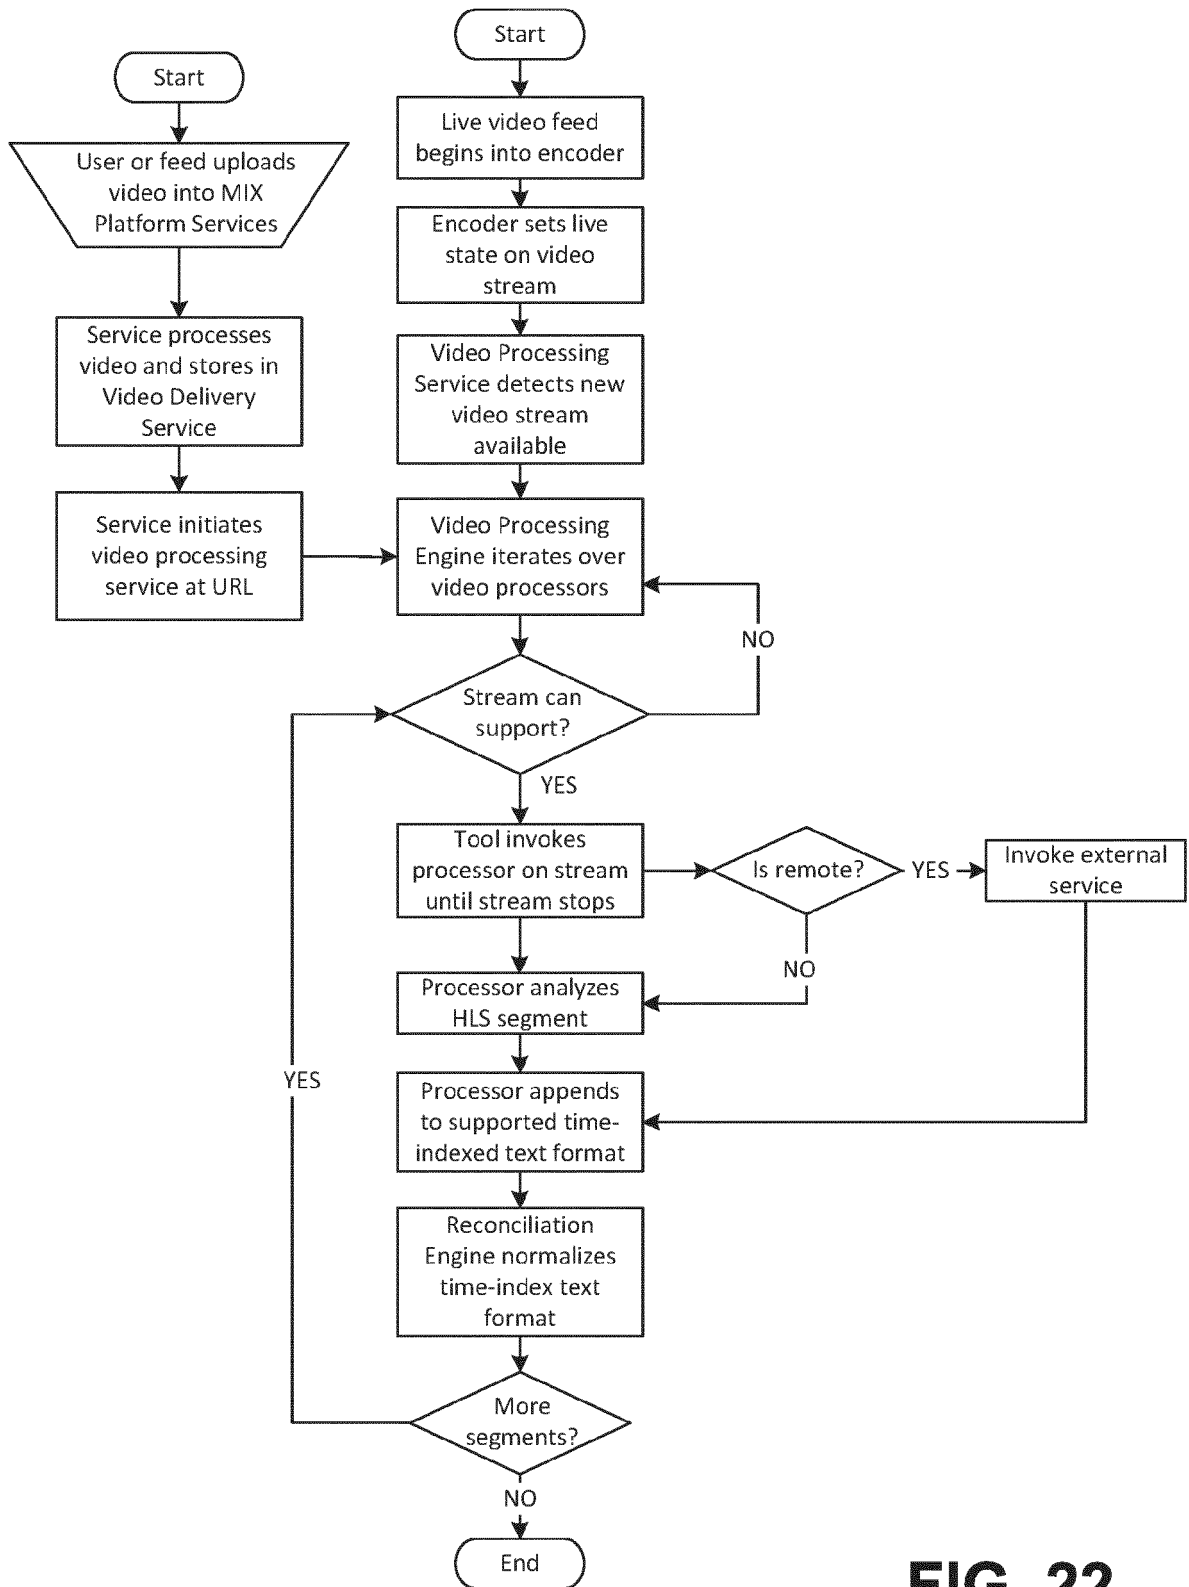 Start
User or feed uploads
video into MIX
Platform Services
Service processes
video and stores in
Video Delivery
Service
Service initiates
video processing
service at URL
Start
Live video feed
begins into encoder
Encoder sets live
state on video
stream
Video Processing
Service detects new
video stream
available
Video Processing
Engine iterates over
video processors
NO
Stream can
support?
YES
Tool invokes
processor on stream
until stream stops
Is remote?
YES
Invoke external
service
NO
Processor analyzes
HLS segment
Processor appends
to supported time-
indexed text format
YES
Reconciliation
Engine normalizes
time-index text
format
More
segments?
NO
End
FIG. 22